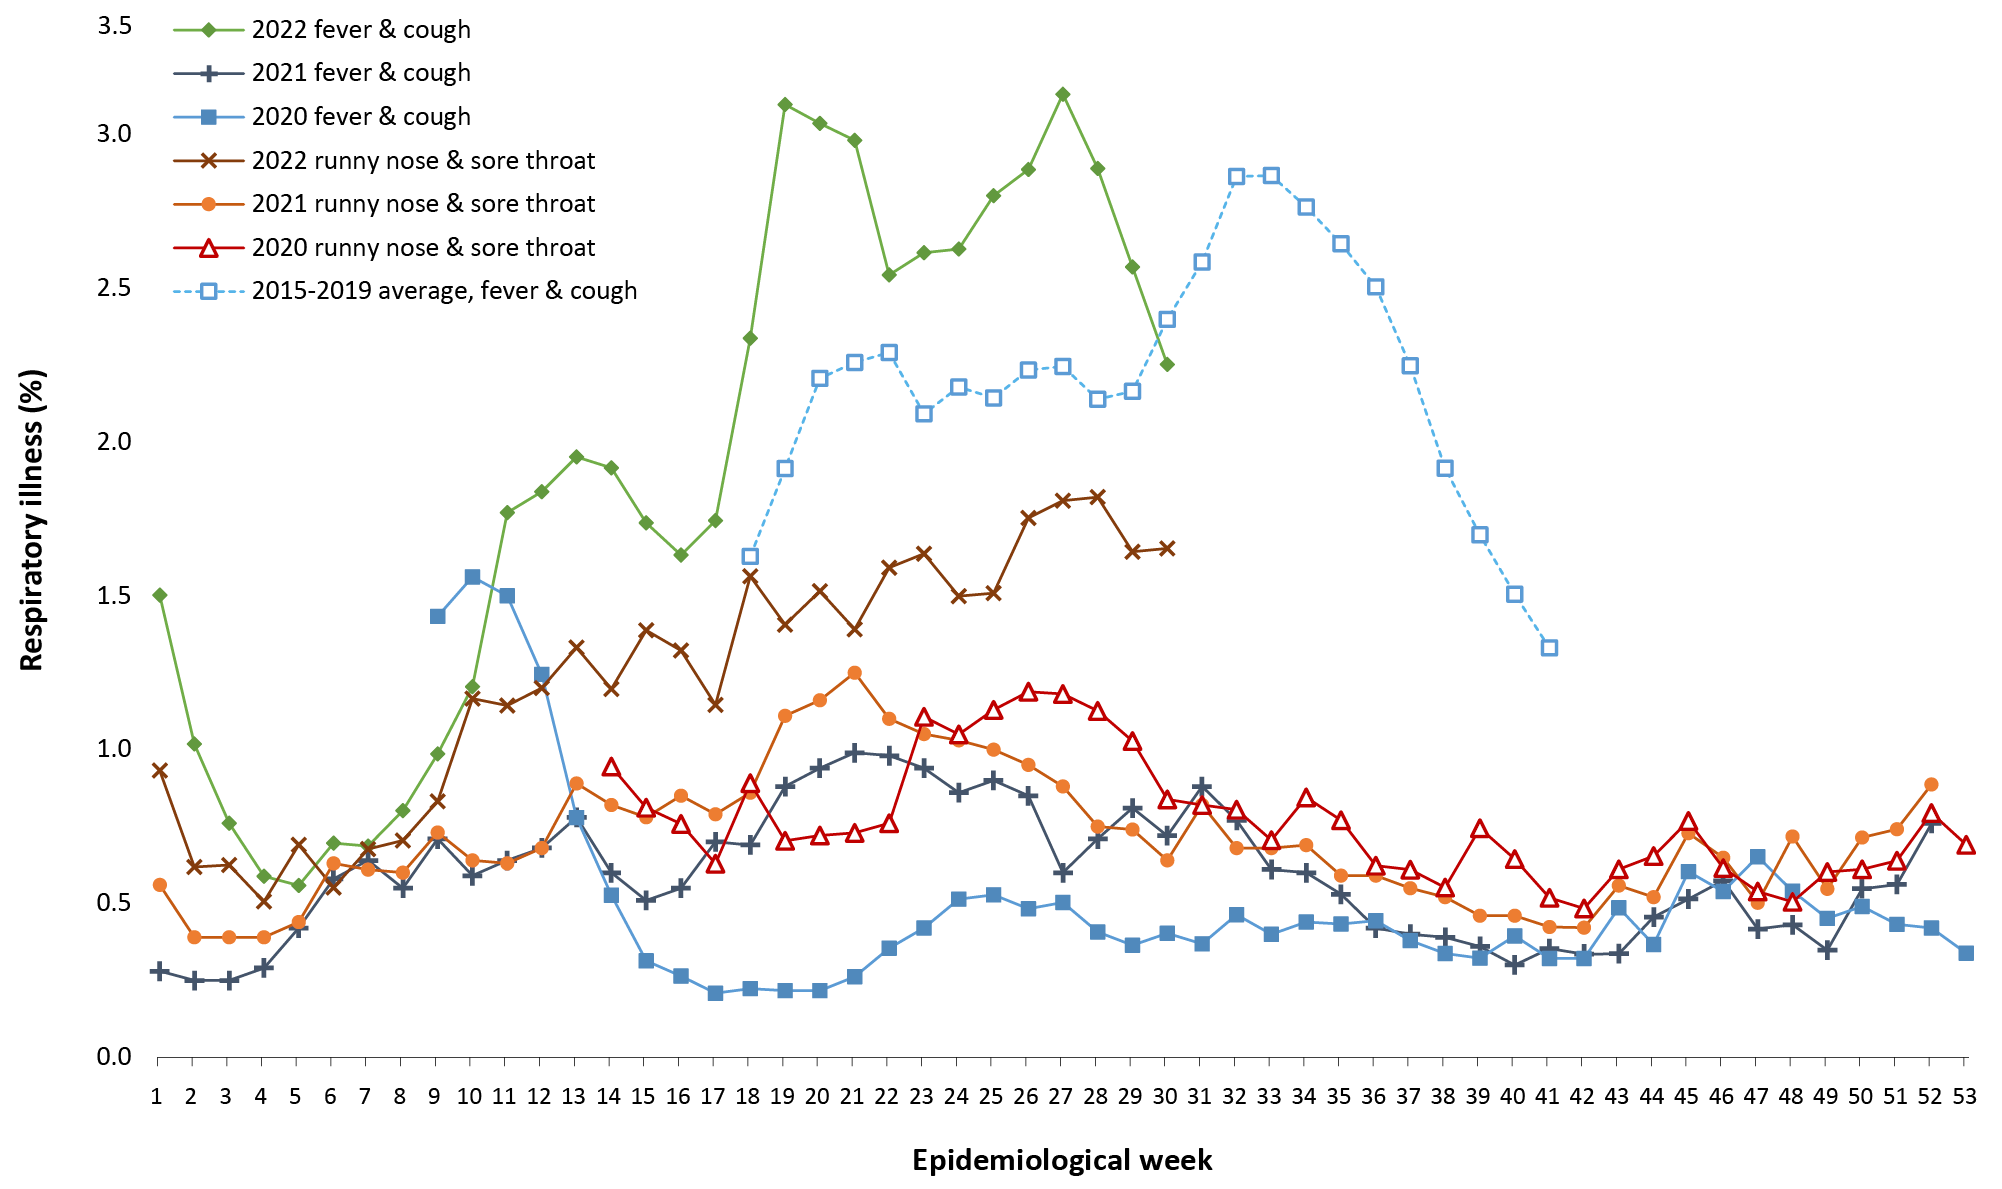 3.5
3.0
2.5
2.0
1.5
1.0
0.5
0.0
Respiratory illness (%)
2022 fever & cough
2021 fever & cough
2020 fever & cough
2022 runny nose & sore throat
2021 runny nose & sore throat
2020 runny nose & sore throat
2015-2019 average, fever & cough
1 2 3 4 5 6 7 8 9 10 11 12 13 14 15 16 17 18 19 20 21 22 23 24 25 26 27 28 29 30 31 32 33 34 35 36 37 38 39 40 41 42 43 44 45 46 47 48 49 50 51 52 53
Epidemiological week